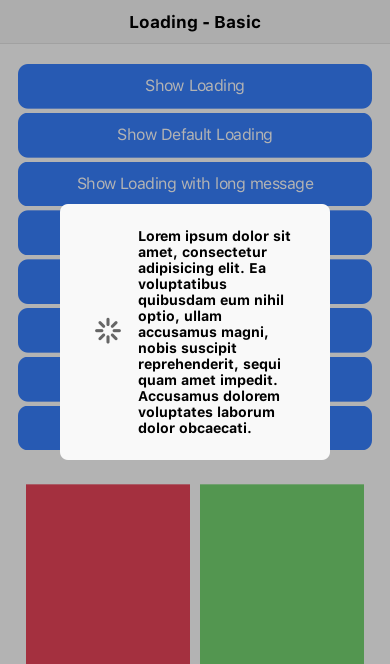 Loading - Basic
Show Loading
Show Default Loading
Show Loading with long message
Lorem ipsum dolor sit
amet, consectetur
adipisicing elit. Ea
voluptatibus
quibusdam eum nihil
optio, ullam
accusamus magni,
nobis suscipit
reprehenderit, sequi
quam amet impedit.
Accusamus dolorem
voluptates laborum
dolor obcaecati.